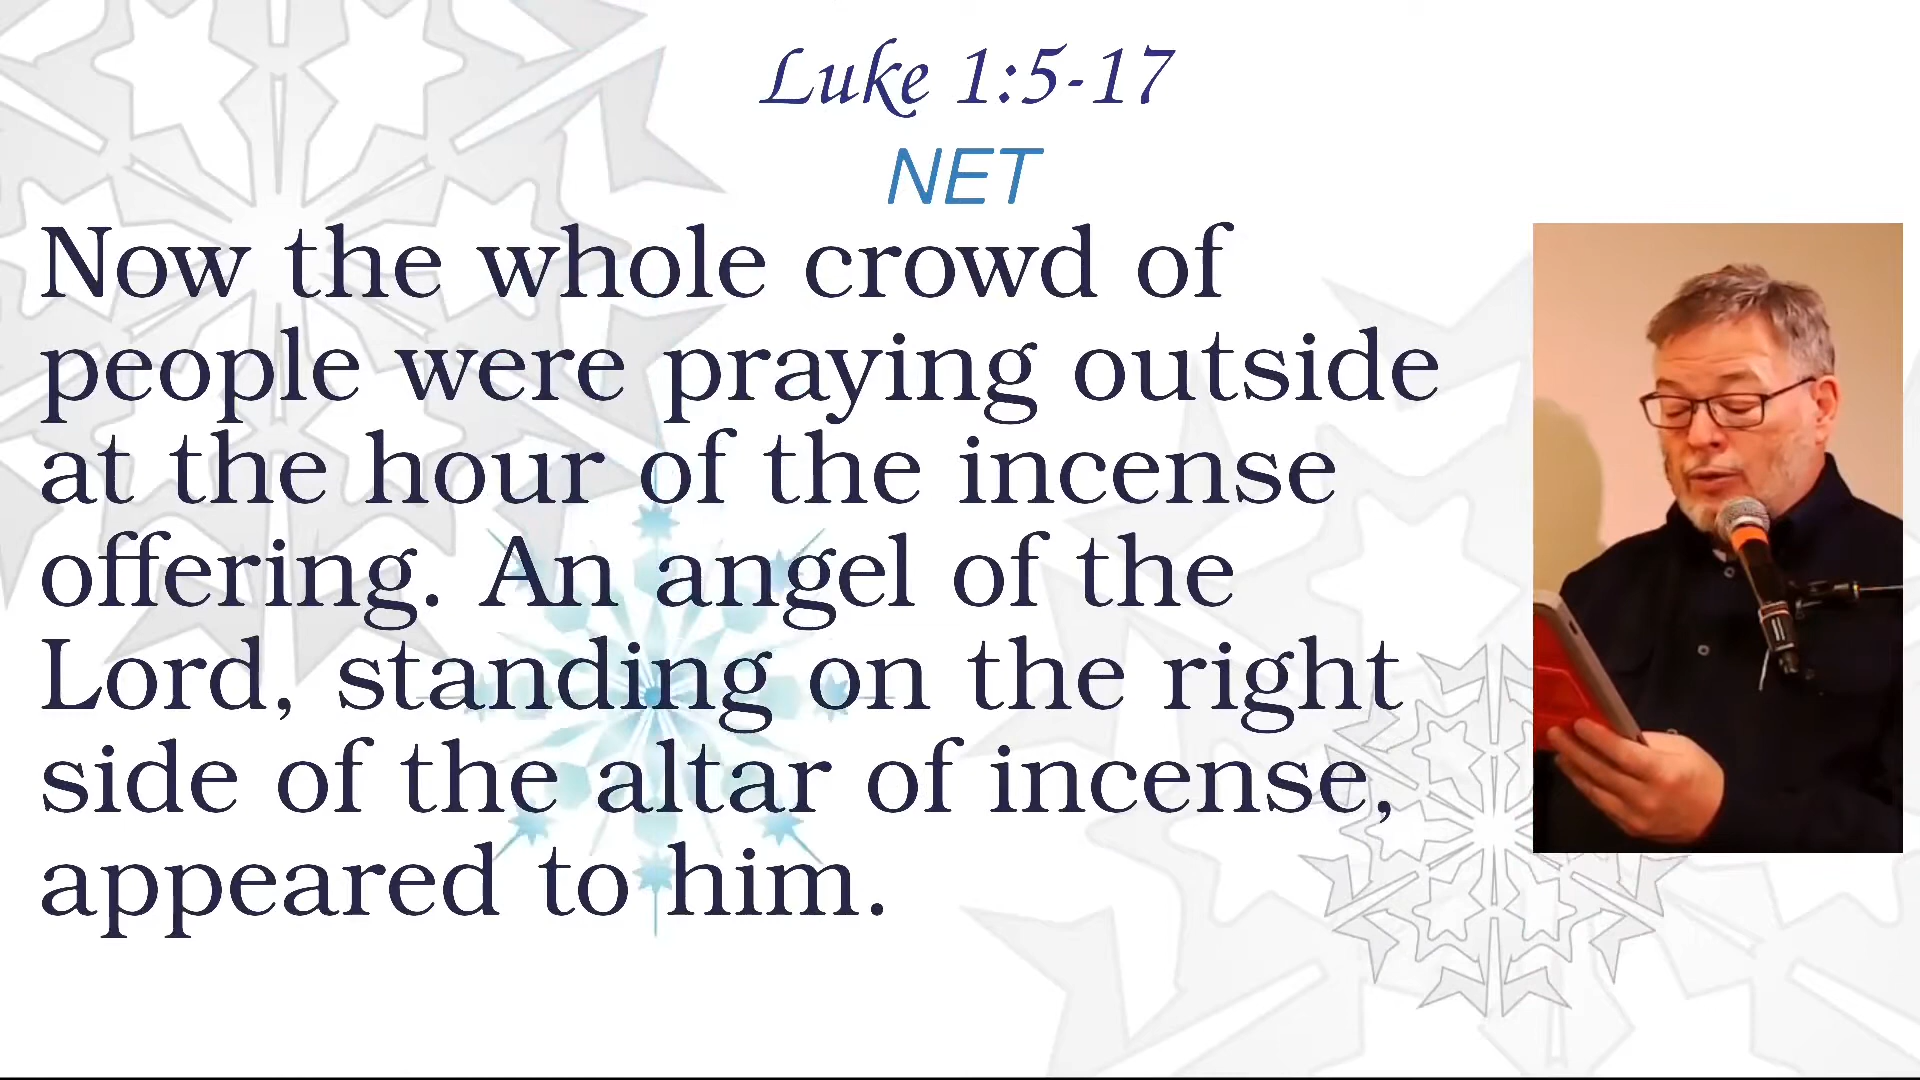 Luke 1:5-17
NET
Now the whole crowd of
people were praying outside
at the hour of the incense
offering. An angel of the
Lord, standing on the right
side of the altar of incense,
appeared to him.